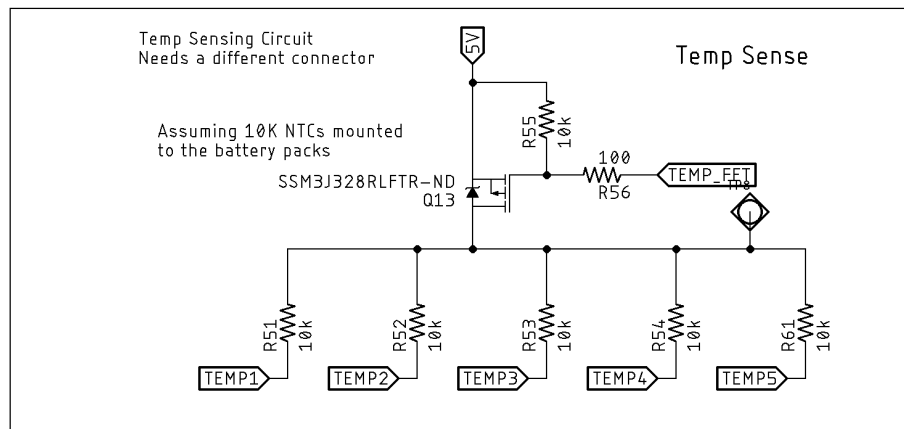 Temp Sensing Circuit
Needs a different connector
5V
Temp Sense
Assuming 10K NTCs mounted
to the battery packs
R55
10k
SSM3J328RLFTR-ND
Q13
100
R56
TEMP_FET
TP8
R51
10k
R52
10k
R53
10k
R54
10k
R61
10k
TEMP1
TEMP2
TEMP3
TEMP4
TEMP5